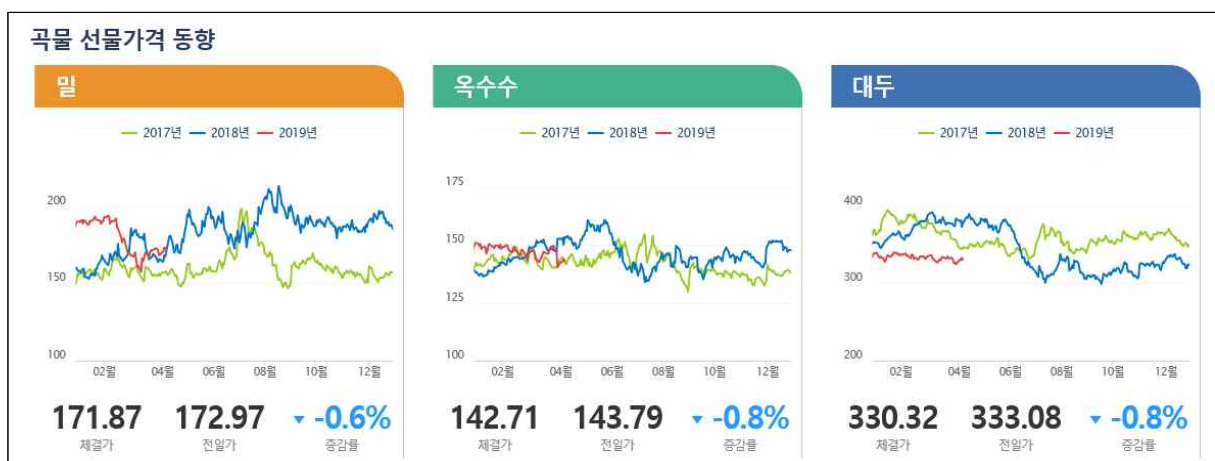 곡물 선물가격 동향
밀
2017년 2018년 2019년
200
150
100
02월 04월 06월 08월 10월 12월
171.87 172.97 -0.6%
체결가 전일가 증감률
옥수수
2017년 2018년 2019년
175
150
125
100
02월 04월 06월 08월 10월 12월
142.71 143.79 -0.8%
체결가 전일가 증감률
대두
2017년 2018년 2019년
400
300
200
02월 04월 06월 08월 10월 12월
330.32 333.08 -0.8%
체결가 전일가 증감률